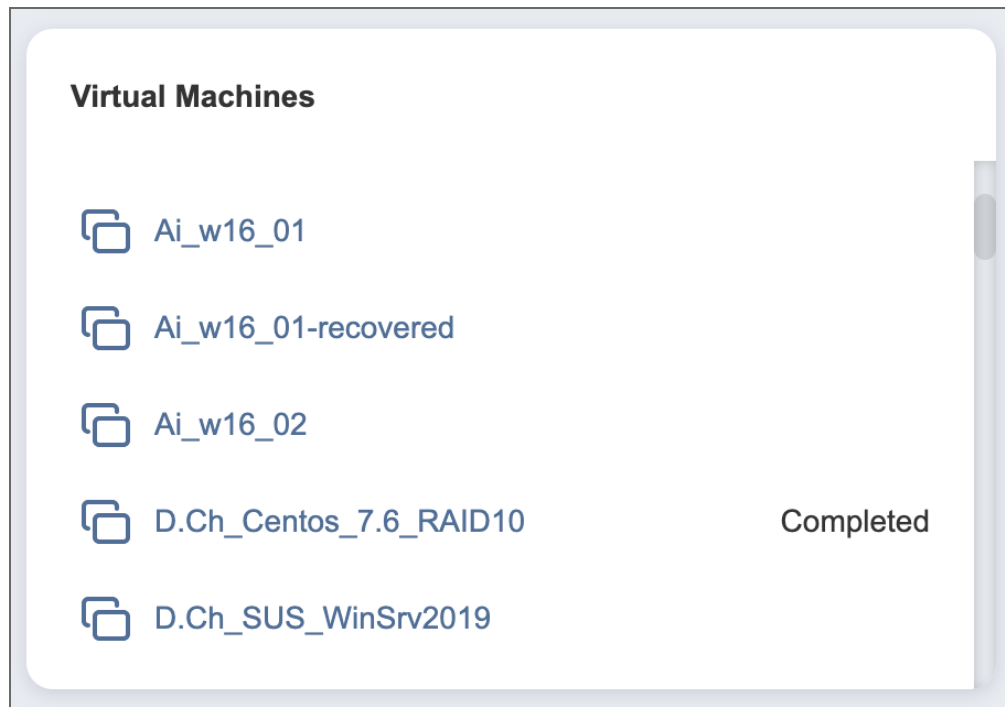 Virtual Machines
Ai_w16_01
Ai_w16_01-recovered
Ai_w16_02
D.Ch_Centos_7.6_RAID10 Completed
D.Ch_SUS_WinSrv2019